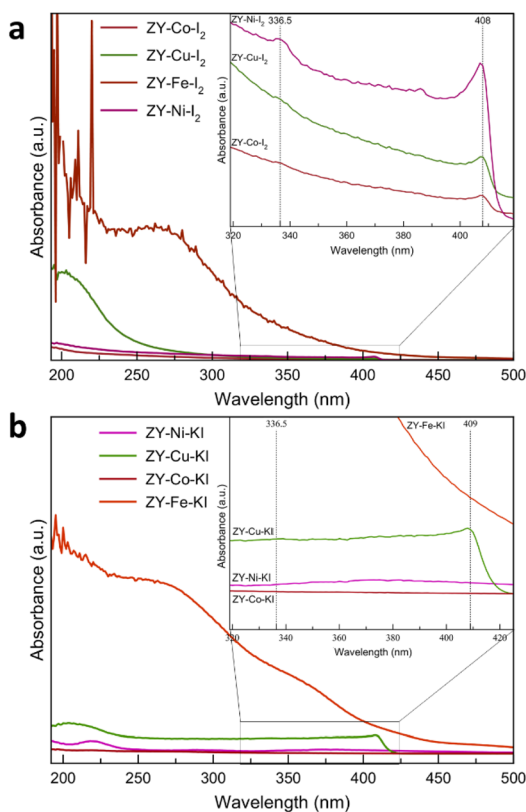 a
ZY-Co-I₂
ZY-Cu-I₂
ZY-Fe-I₂
ZY-Ni-I₂
Absorbance (a.u.)
ZY-Ni-I₂
336.5
408
ZY-Cu-I₂
ZY-Co-I₂
Absorbance (a.u.)
320 340 360 380 400
Wavelength (nm)
200 250 300 350 400 450 500
Wavelength (nm)
b
ZY-Ni-KI
ZY-Cu-KI
ZY-Co-KI
ZY-Fe-KI
Absorbance (a.u.)
336.5
ZY-Fe-KI
409
ZY-Cu-KI
ZY-Ni-KI
ZY-Co-KI
Absorbance (a.u.)
320 340 360 380 400 420
Wavelength (nm)
200 250 300 350 400 450 500
Wavelength (nm)